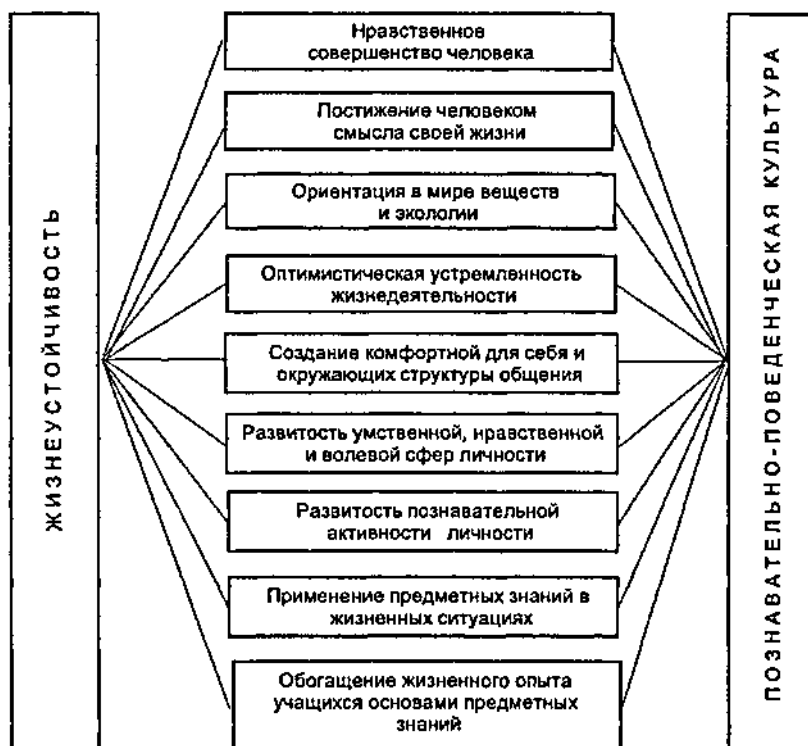 ЖИЗНЕУСТОЙЧИВОСТЬ
Нравственное
совершенство человека
Постижение человеком
смысла своей жизни
Ориентация в мире веществ
и экологии
Оптимистическая устремленность
жизнедеятельности
Создание комфортной для себя и
окружающих структуры общения
Развитость умственной, нравственной
и волевой сфер личности
Развитость познавательной
активности личности
Применение предметных знаний в
жизненных ситуациях
Обогащение жизненного опыта
учащихся основами предметных
знаний
ПОЗНАВАТЕЛЬНО-ПОВЕДЕНЧЕСКАЯ КУЛЬТУРА